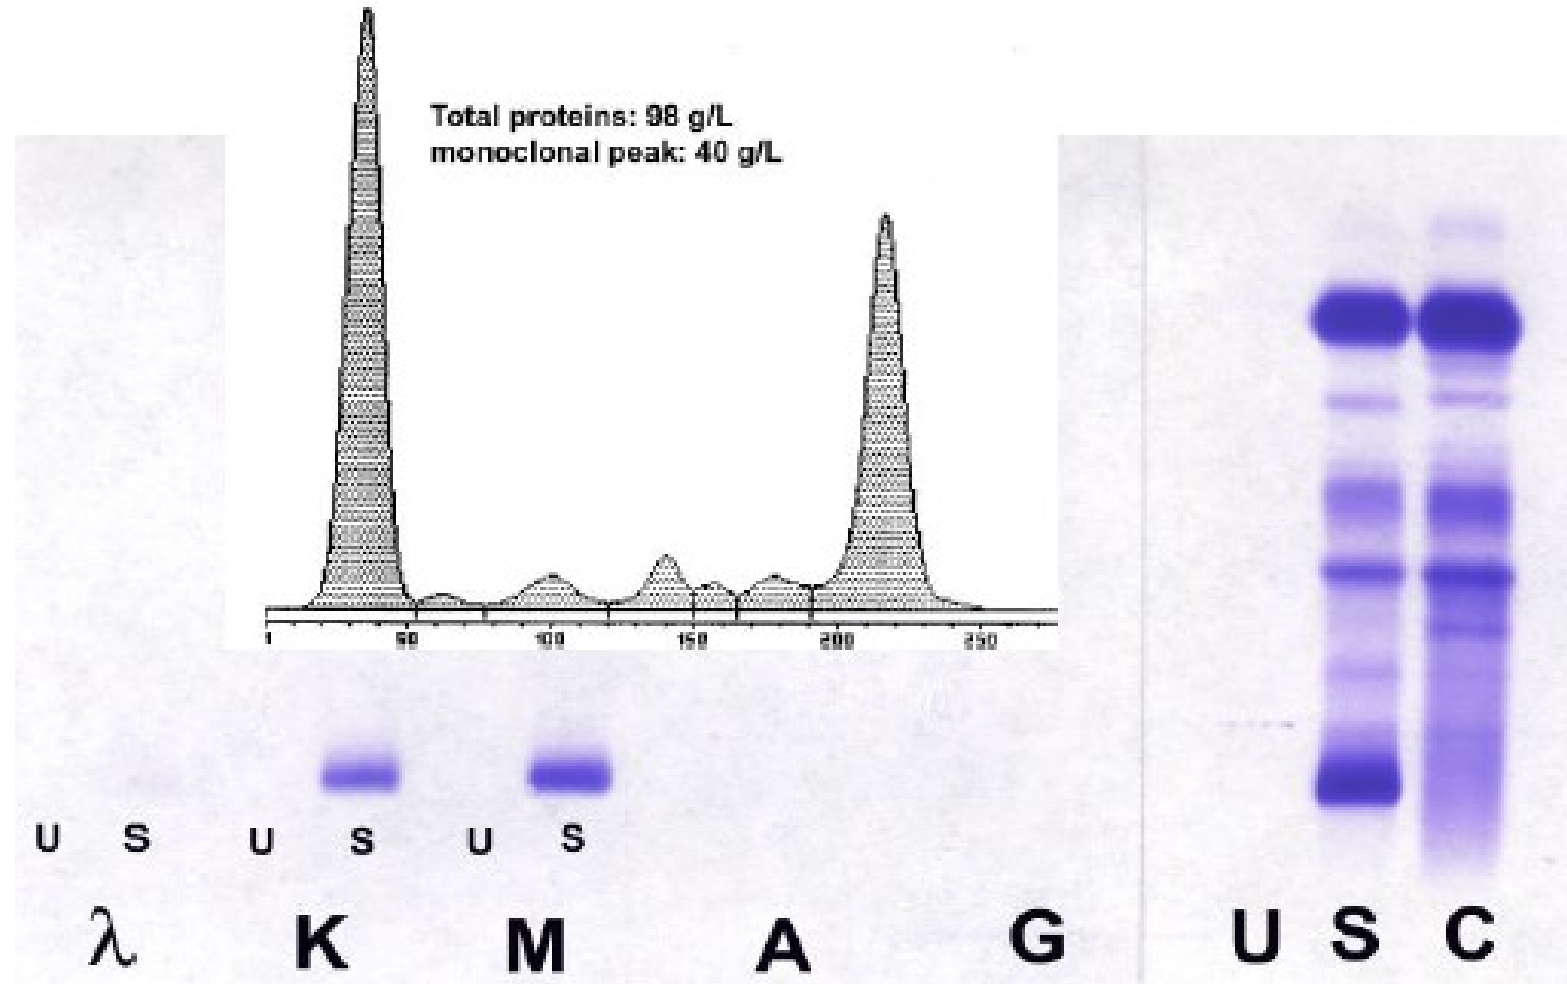 Total proteins: 98 g/L
monoclonal peak: 40 g/L
1 50 100 150 200 250
U S U S U S
λ K M A G U S C